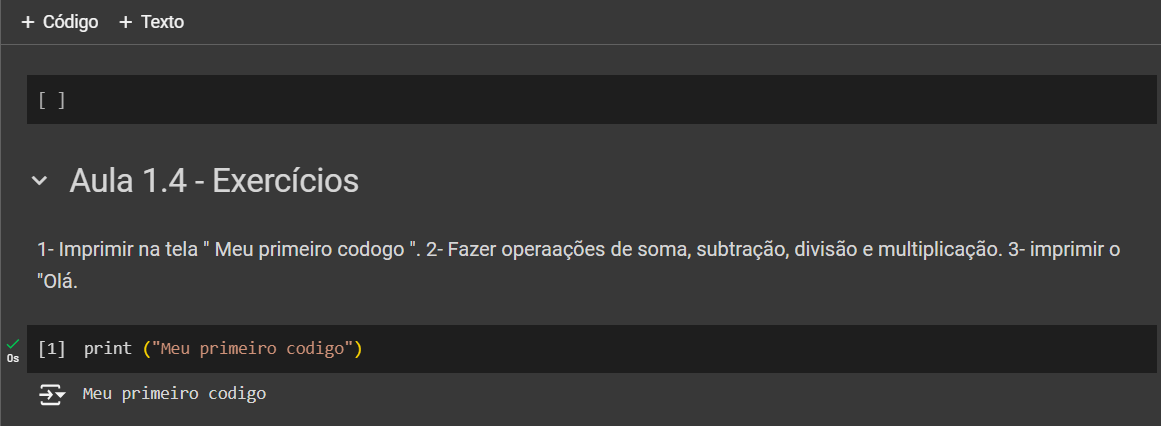 + Código + Texto
[ ]
Aula 1.4 - Exercícios
1- Imprimir na tela " Meu primeiro codogo ". 2- Fazer operaações de soma, subtração, divisão e multiplicação. 3- imprimir o
"Olá.
[1] print ("Meu primeiro codigo")
0s
Meu primeiro codigo